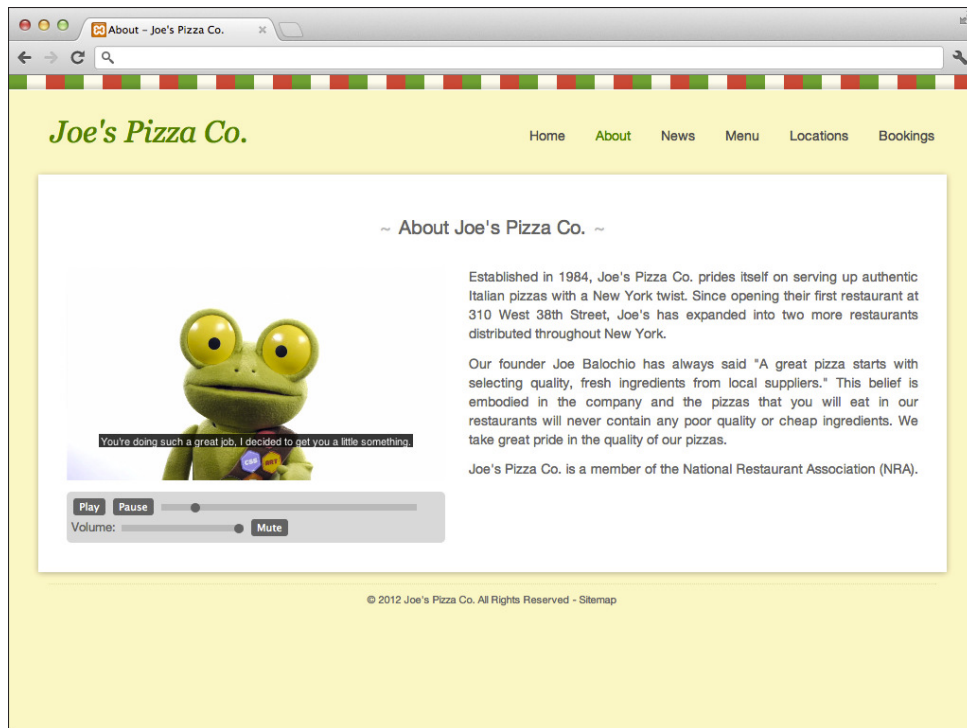 About – Joe's Pizza Co.
Joe's Pizza Co.
Home About News Menu Locations Bookings
~ About Joe's Pizza Co. ~
You're doing such a great job, I decided to get you a little something.
Play Pause
Volume: Mute
Established in 1984, Joe's Pizza Co. prides itself on serving up authentic
Italian pizzas with a New York twist. Since opening their first restaurant at
310 West 38th Street, Joe's has expanded into two more restaurants
distributed throughout New York.
Our founder Joe Balochio has always said "A great pizza starts with
selecting quality, fresh ingredients from local suppliers." This belief is
embodied in the company and the pizzas that you will eat in our
restaurants will never contain any poor quality or cheap ingredients. We
take great pride in the quality of our pizzas.
Joe's Pizza Co. is a member of the National Restaurant Association (NRA).
© 2012 Joe's Pizza Co. All Rights Reserved - Sitemap